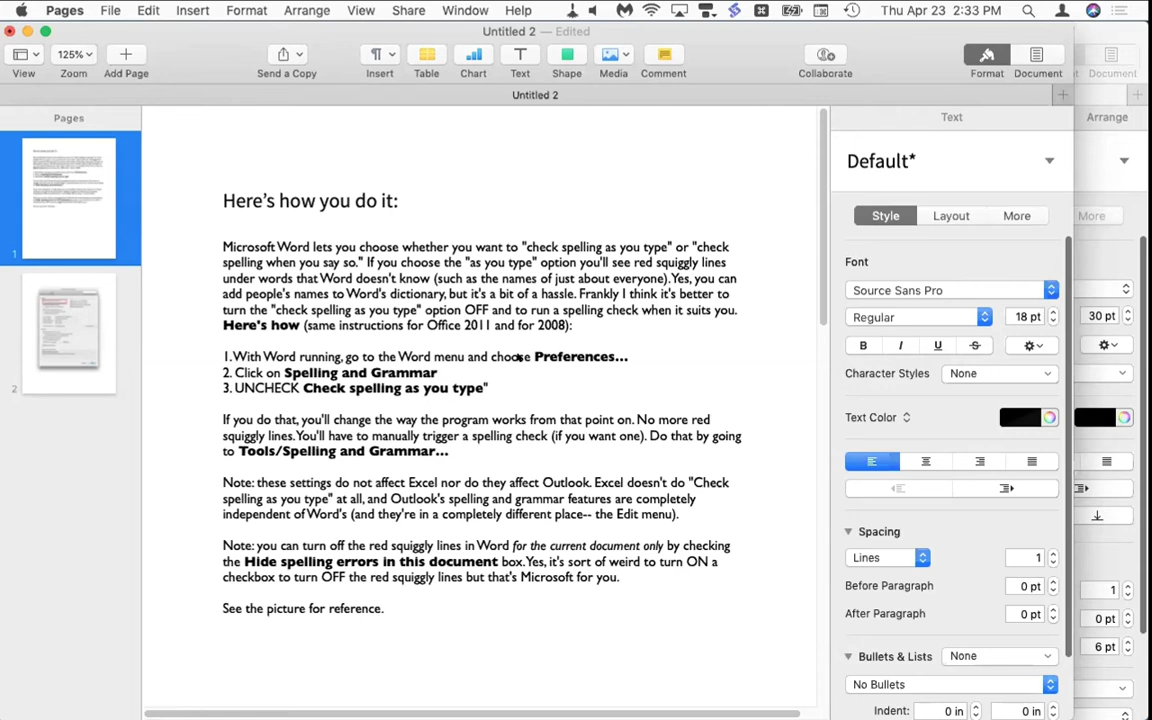 Pages File Edit Insert Format Arrange View Share Window Help Thu Apr 23 2:33 PM
Untitled 2 — Edited
125%
View Zoom Add Page Send a Copy Insert Table Chart Text Shape Media Comment Collaborate Format Document Document
Untitled 2
Pages
1
2
Here's how you do it:
Microsoft Word lets you choose whether you want to "check spelling as you type" or "check
spelling when you say so." If you choose the "as you type" option you'll see red squiggly lines
under words that Word doesn't know (such as the names of just about everyone). Yes, you can
add people's names to Word's dictionary, but it's a bit of a hassle. Frankly I think it's better to
turn the "check spelling as you type" option OFF and to run a spelling check when it suits you.
Here's how (same instructions for Office 2011 and for 2008):
1. With Word running, go to the Word menu and choose Preferences...
2. Click on Spelling and Grammar
3. UNCHECK Check spelling as you type"
If you do that, you'll change the way the program works from that point on. No more red
squiggly lines. You'll have to manually trigger a spelling check (if you want one). Do that by going
to Tools/Spelling and Grammar...
Note: these settings do not affect Excel nor do they affect Outlook. Excel doesn't do "Check
spelling as you type" at all, and Outlook's spelling and grammar features are completely
independent of Word's (and they're in a completely different place-- the Edit menu).
Note: you can turn off the red squiggly lines in Word for the current document only by checking
the Hide spelling errors in this document box. Yes, it's sort of weird to turn ON a
checkbox to turn OFF the red squiggly lines but that's Microsoft for you.
See the picture for reference.
Text
Default*
Style Layout More
Font
Source Sans Pro
Regular 18 pt
B I U S
Character Styles None
Text Color
Spacing
Lines 1
Before Paragraph 0 pt
After Paragraph 0 pt
Bullets & Lists None
No Bullets
Indent: 0 in 0 in
Arrange
More
30 pt
1
0 pt
6 pt